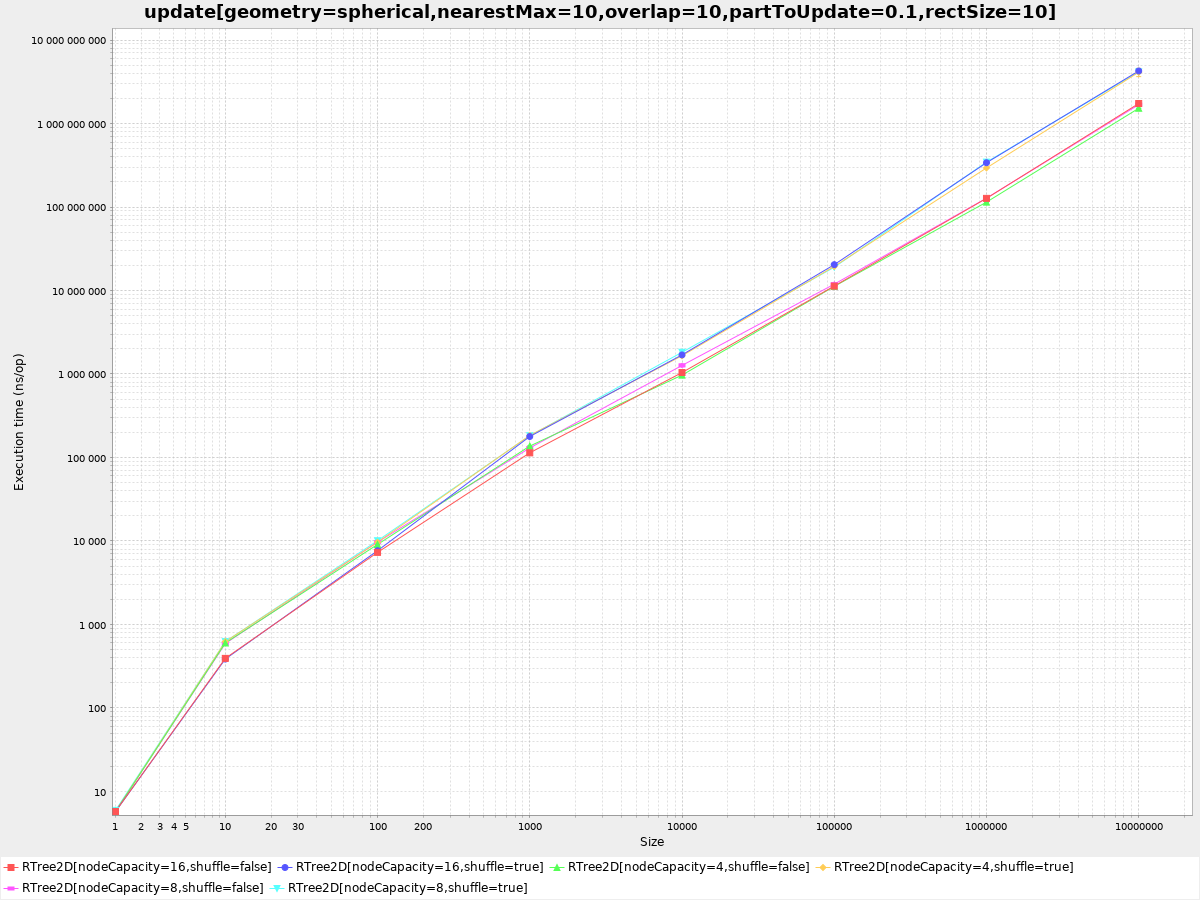 update[geometry=spherical,nearestMax=10,overlap=10,partToUpdate=0.1,rectSize=10]
10 000 000 000
1 000 000 000
100 000 000
10 000 000
1 000 000
100 000
10 000
1 000
100
10
Execution time (ns/op)
1 2 3 4 5 10 20 30 100 200 1000 10000 100000 1000000 10000000
Size
RTree2D[nodeCapacity=16,shuffle=false] RTree2D[nodeCapacity=16,shuffle=true] RTree2D[nodeCapacity=4,shuffle=false] RTree2D[nodeCapacity=4,shuffle=true]
RTree2D[nodeCapacity=8,shuffle=false] RTree2D[nodeCapacity=8,shuffle=true]